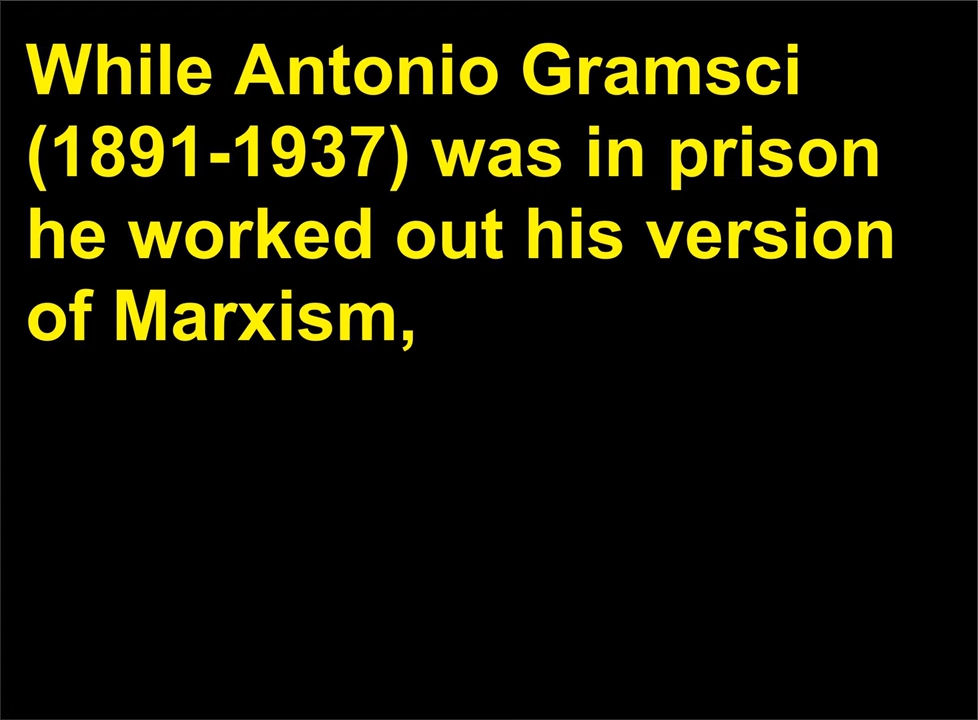 While Antonio Gramsci
(1891-1937) was in prison
he worked out his version
of Marxism,